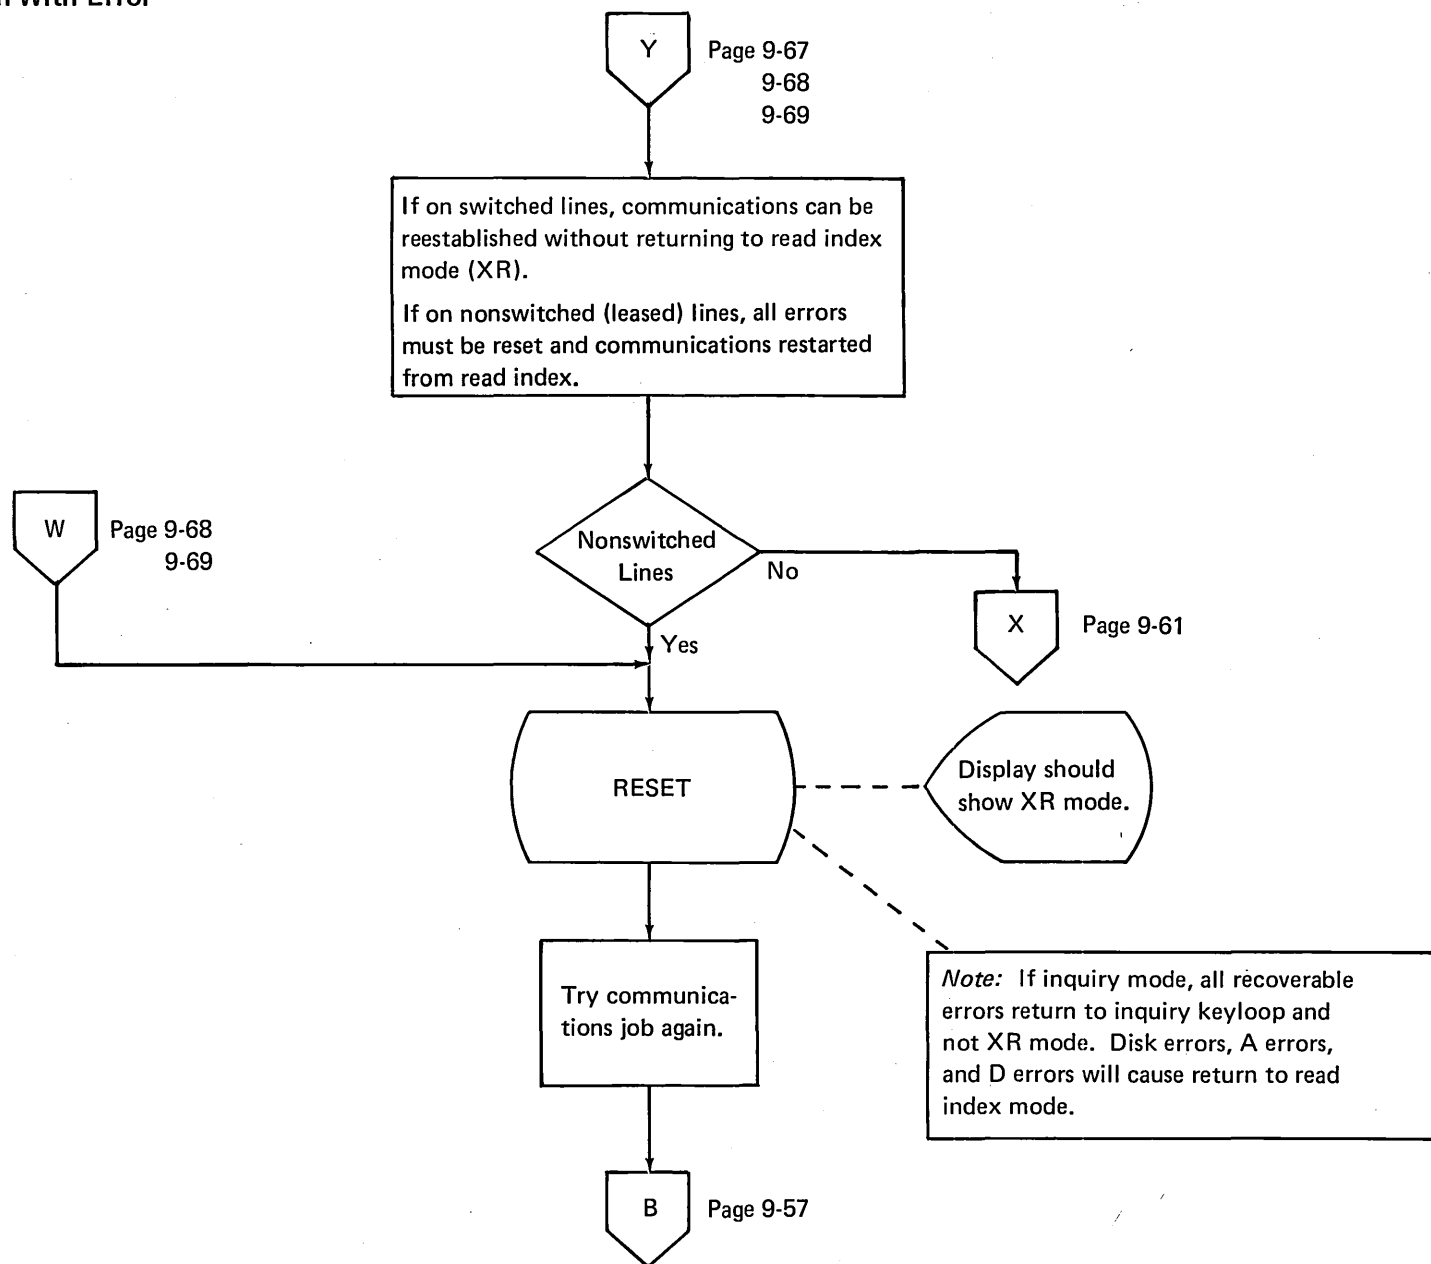 With Error
Y
Page 9-67
9-68
9-69
If on switched lines, communications can be
reestablished without returning to read index
mode (XR).
If on nonswitched (leased) lines, all errors
must be reset and communications restarted
from read index.
W
Page 9-68
9-69
Nonswitched
Lines
No
Yes
X
Page 9-61
RESET
Display should
show XR mode.
Try communica-
tions job again.
Note: If inquiry mode, all recoverable
errors return to inquiry keyloop and
not XR mode. Disk errors, A errors,
and D errors will cause return to read
index mode.
B
Page 9-57